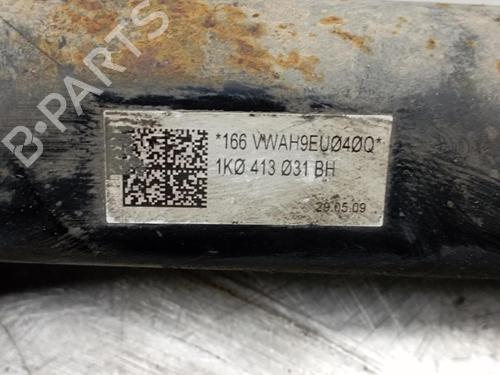 *166 VWAH9EUØ4ØQ*
1KØ 413 Ø31 BH
29.05.09
B-PARTS